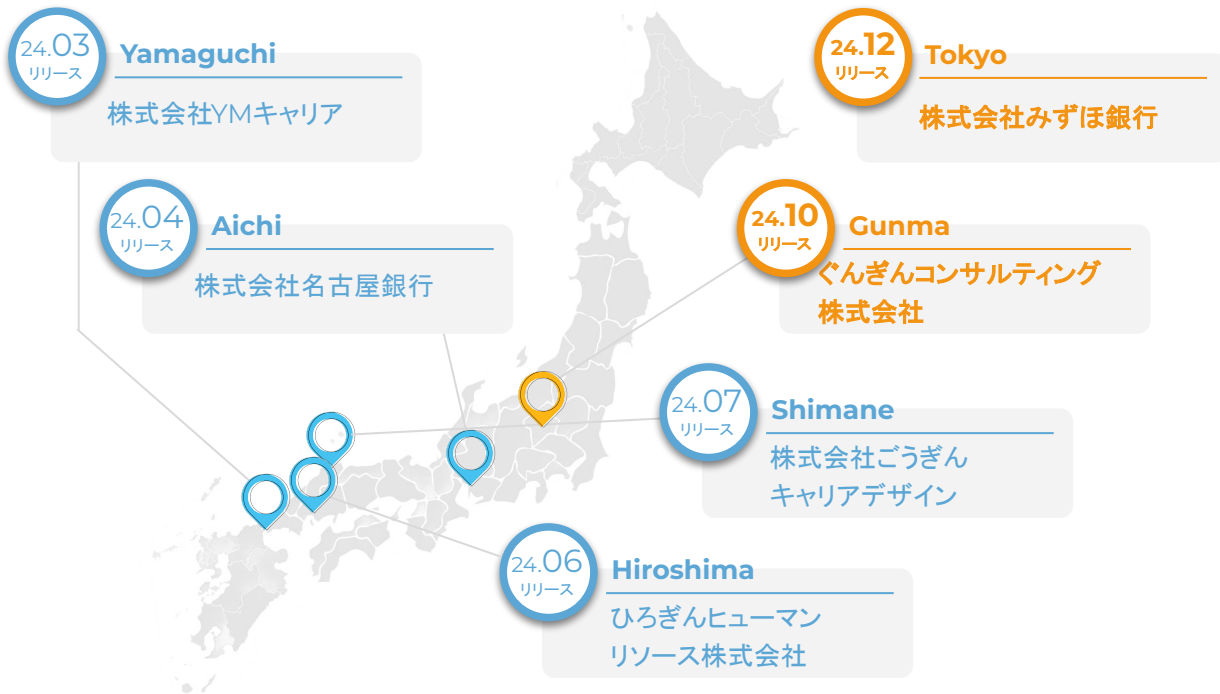 24.03
リリース
Yamaguchi
株式会社YMキャリア
24.12
リリース
Tokyo
株式会社みずほ銀行
24.04
リリース
Aichi
株式会社名古屋銀行
24.10
リリース
Gunma
ぐんぎんコンサルティング
株式会社
24.07
リリース
Shimane
株式会社ごうぎん
キャリアデザイン
24.06
リリース
Hiroshima
ひろぎんヒューマン
リソース株式会社